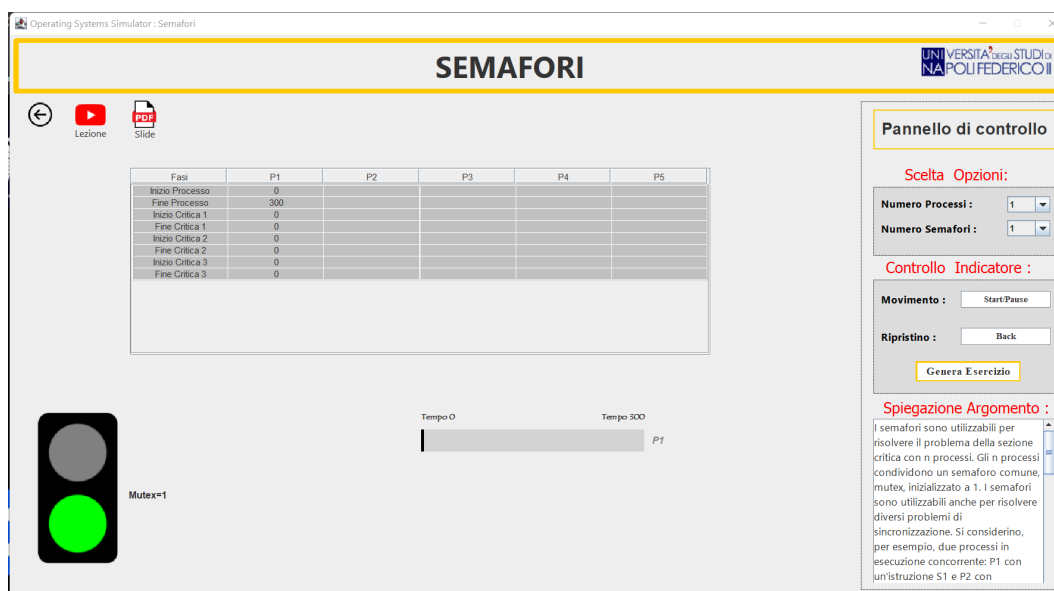 Operating Systems Simulator : Semafori
SEMAFORI
UNIVERSITA' DEGLI STUDI DI
NAPOLI FEDERICO II
Lezione
PDF
Slide
Fasi P1 P2 P3 P4 P5
Inizio Processo 0
Fine Processo 300
Inizio Critica 1 0
Fine Critica 1 0
Inizio Critica 2 0
Fine Critica 2 0
Inizio Critica 3 0
Fine Critica 3 0
Tempo 0 Tempo 300
P1
Mutex=1
Pannello di controllo
Scelta Opzioni:
Numero Processi : 1
Numero Semafori : 1
Controllo Indicatore :
Movimento : Start/Pause
Ripristino : Back
Genera Esercizio
Spiegazione Argomento :
I semafori sono utilizzabili per
risolvere il problema della sezione
critica con n processi. Gli n processi
condividono un semaforo comune,
mutex, inizializzato a 1. I semafori
sono utilizzabili anche per risolvere
diversi problemi di
sincronizzazione. Si considerino,
per esempio, due processi in
esecuzione concorrente: P1 con
un'istruzione S1 e P2 con